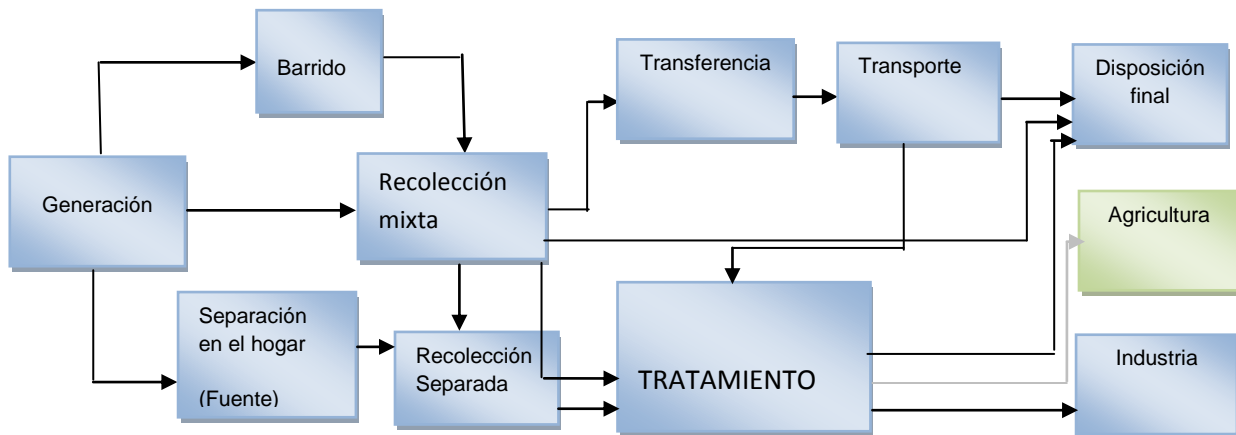 Barrido
Transferencia
Transporte
Disposición
final
Generación
Recolección
mixta
Agricultura
Separación
en el hogar
(Fuente)
Recolección
Separada
TRATAMIENTO
Industria